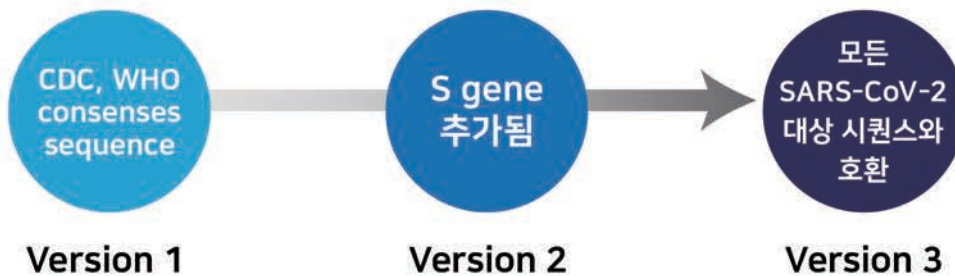 CDC, WHO
consenses
sequence
S gene
추가됨
모든
SARS-CoV-2
대상 시퀀스와
호환
Version 1
Version 2
Version 3